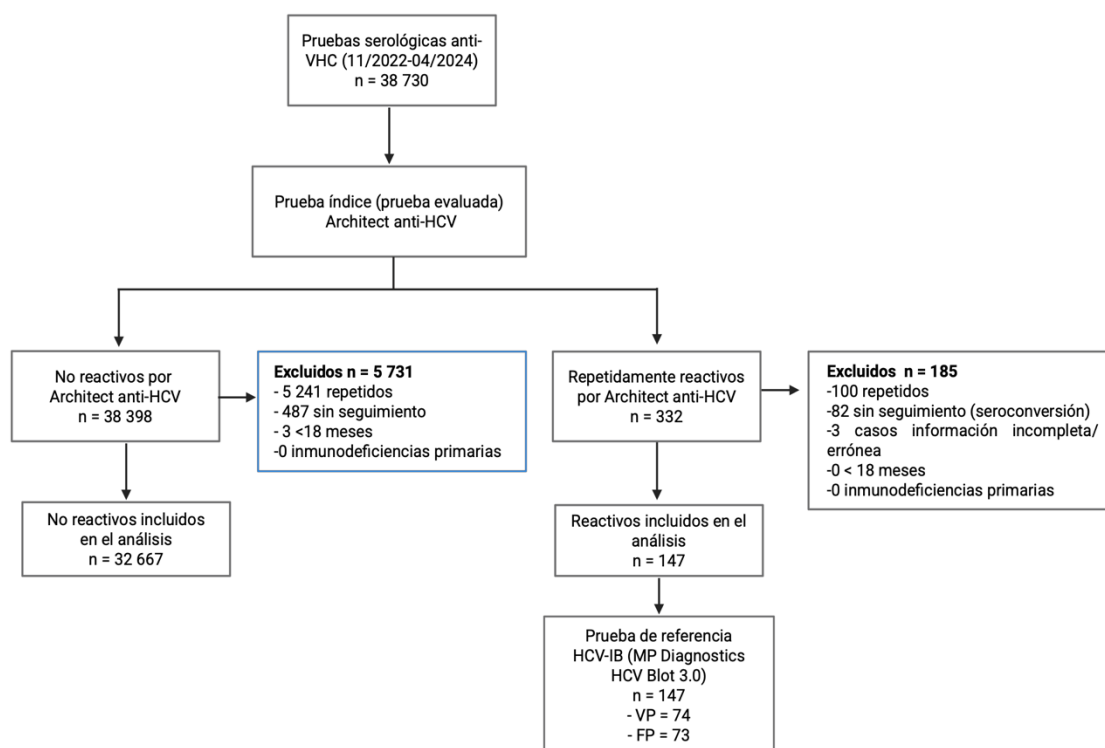 Pruebas serológicas anti-
VHC (11/2022-04/2024)
n = 38 730
Prueba índice (prueba evaluada)
Architect anti-HCV
No reactivos por
Architect anti-HCV
n = 38 398
Excluidos n = 5 731
- 5 241 repetidos
- 487 sin seguimiento
- 3 <18 meses
-0 inmunodeficiencias primarias
Repetidamente reactivos
por Architect anti-HCV
n = 332
Excluidos n = 185
-100 repetidos
-82 sin seguimiento (seroconversión)
-3 casos información incompleta/
errónea
-0 < 18 meses
-0 inmunodeficiencias primarias
No reactivos incluidos
en el análisis
n = 32 667
Reactivos incluidos en el
análisis
n = 147
Prueba de referencia
HCV-IB (MP Diagnostics
HCV Blot 3.0)
n = 147
- VP = 74
- FP = 73